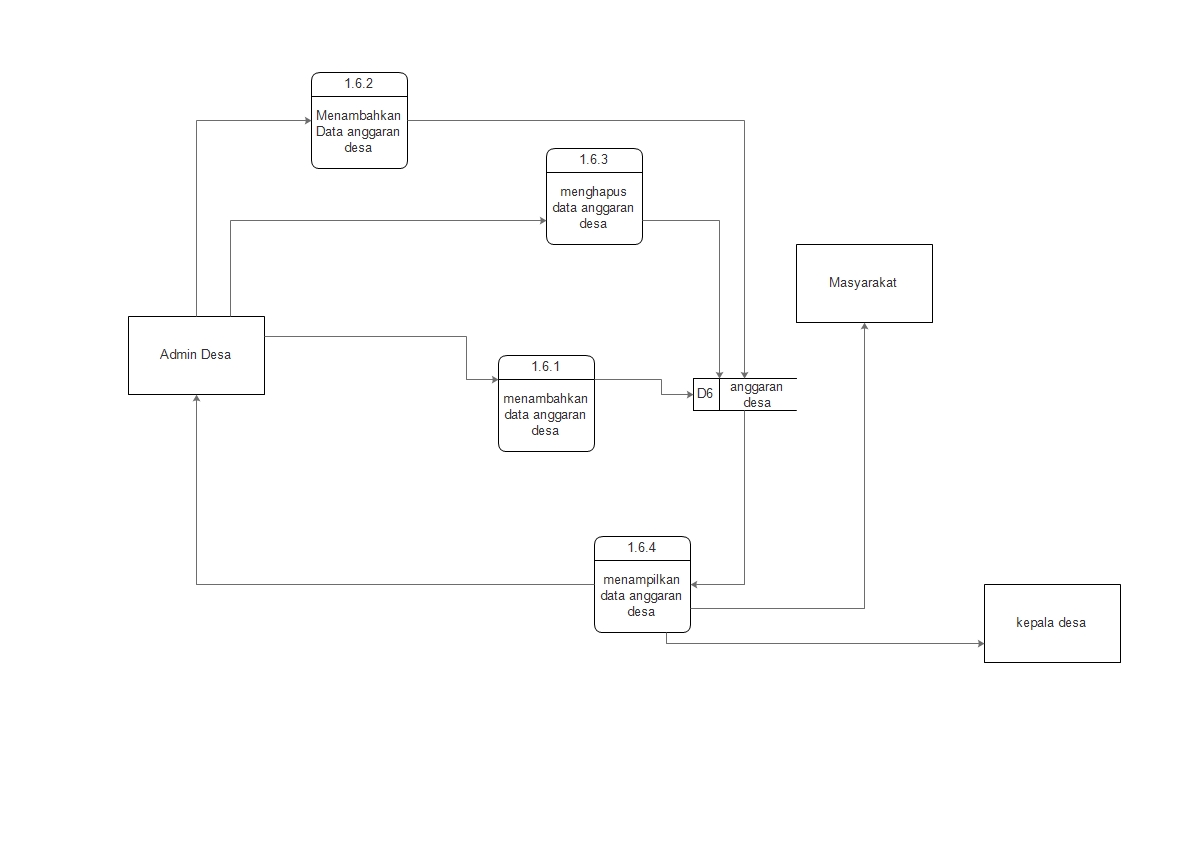 1.6.2
Menambahkan
Data anggaran
desa
1.6.3
menghapus
data anggaran
desa
Masyarakat
Admin Desa
1.6.1
menambahkan
data anggaran
desa
D6
anggaran
desa
1.6.4
menampilkan
data anggaran
desa
kepala desa